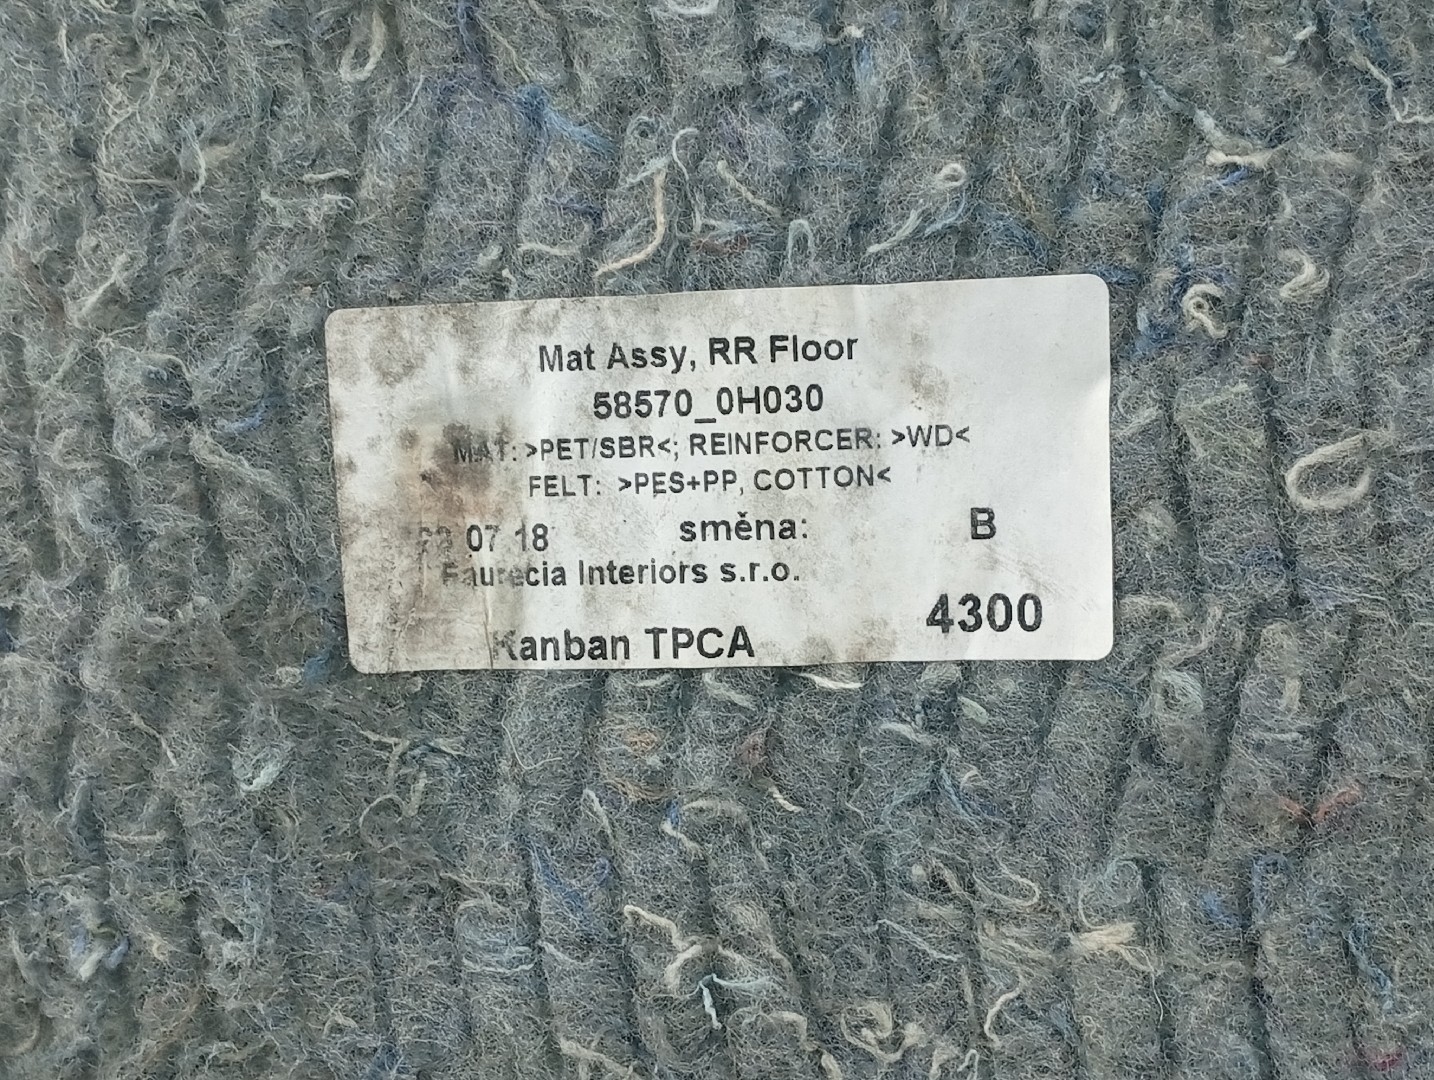 Mat Assy, RR Floor
58570_0H030
MAT: >PET/SBR<; REINFORCER: >WD<
FELT: >PES+PP, COTTON<
07 18 směna: B
Faurecia Interiors s.r.o.
4300
Kanban TPCA